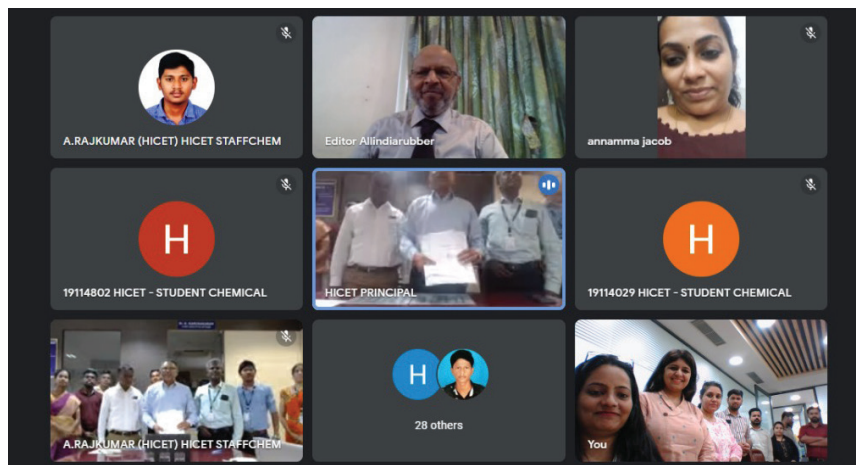 A.RAJKUMAR (HICET) HICET STAFFCHEM
Editor Allindiarubber
annamma jacob
H
19114802 HICET - STUDENT CHEMICAL
HICET PRINCIPAL
H
19114029 HICET - STUDENT CHEMICAL
A.RAJKUMAR (HICET) HICET STAFFCHEM
H
28 others
You